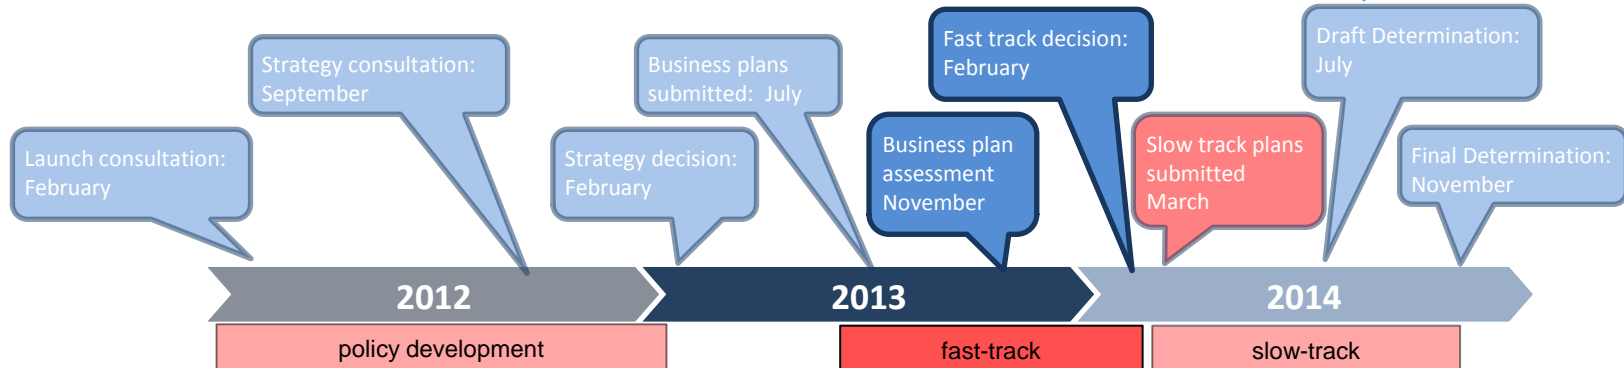 Launch consultation:
February
Strategy consultation:
September
Strategy decision:
February
Business plans
submitted: July
Business plan
assessment
November
Fast track decision:
February
Slow track plans
submitted
March
Draft Determination:
July
Final Determination:
November
2012
2013
2014
policy development
fast-track
slow-track